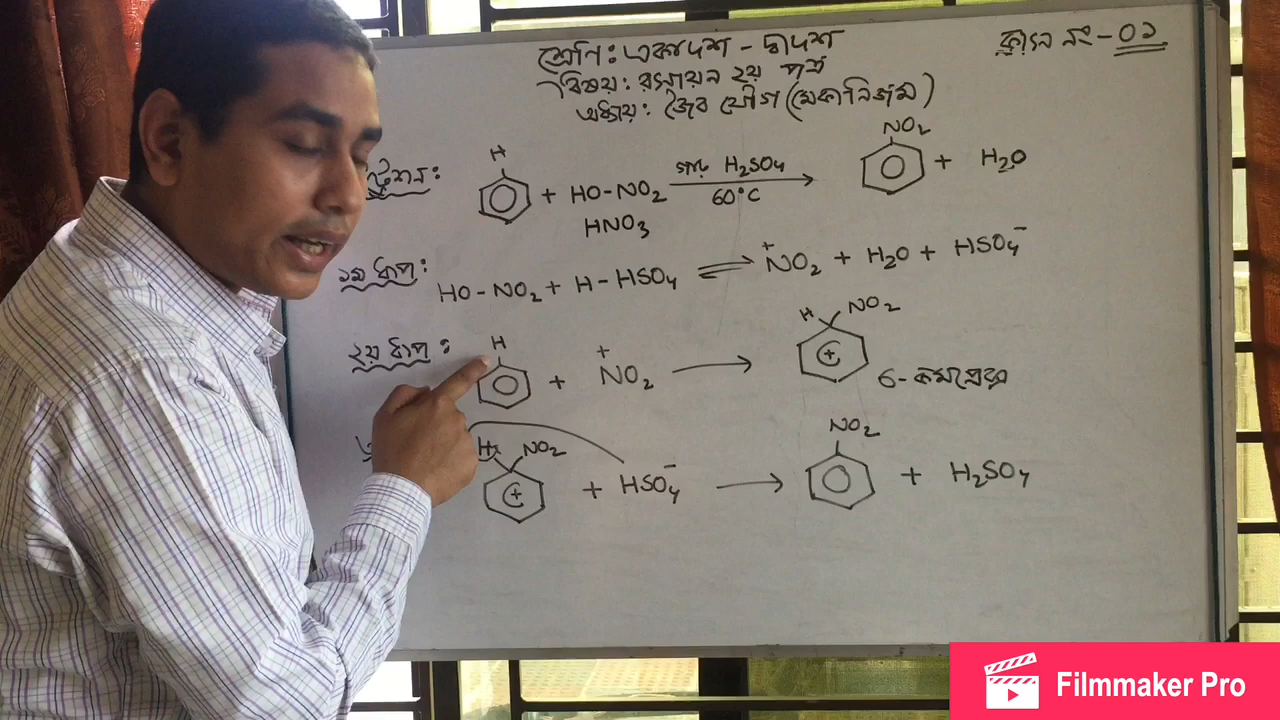 শ্রেণি: একাদশ - দ্বাদশ
ক্লাস নং - ০১
বিষয়: রসায়ন ২য় পত্র
অধ্যায়: জৈব যৌগ (মেকানিজম)
ট্রেশন: H + HO-NO₂ গাঢ় H₂SO₄ 60°C → NO₂ + H₂O
HNO₃
১ম ধাপ: HO-NO₂ + H-HSO₄ ⇌ ⁺NO₂ + H₂O + HSO₄⁻
২য় ধাপ: H + ⁺NO₂ → H NO₂ (+)
σ-কমপ্লেক্স
H NO₂ (+) + HSO₄⁻ → NO₂ + H₂SO₄
Filmmaker Pro